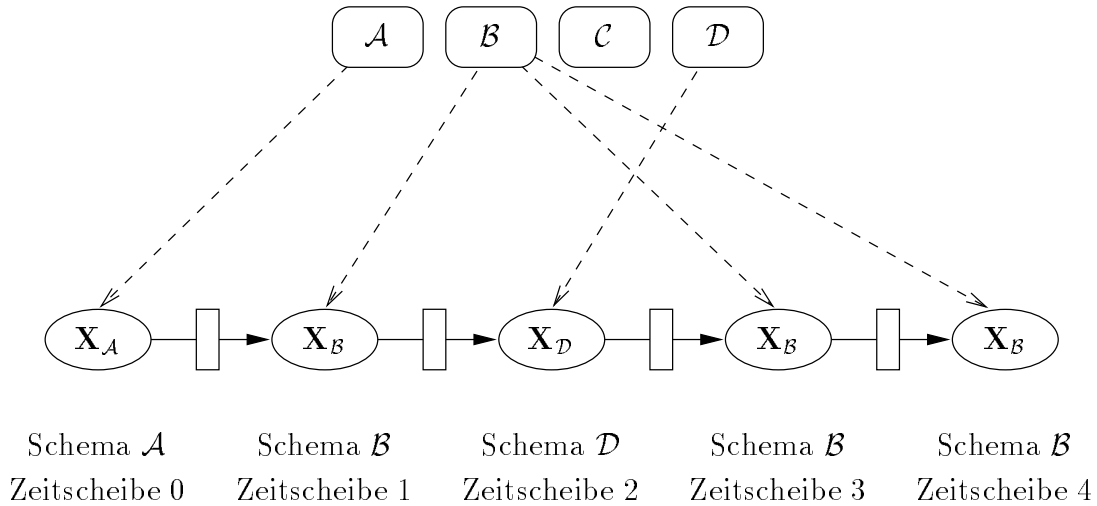 𝒜 ℬ 𝒞 𝒟
X𝒜 Xℬ X𝒟 Xℬ Xℬ
Schema 𝒜 Schema ℬ Schema 𝒟 Schema ℬ Schema ℬ
Zeitscheibe 0 Zeitscheibe 1 Zeitscheibe 2 Zeitscheibe 3 Zeitscheibe 4